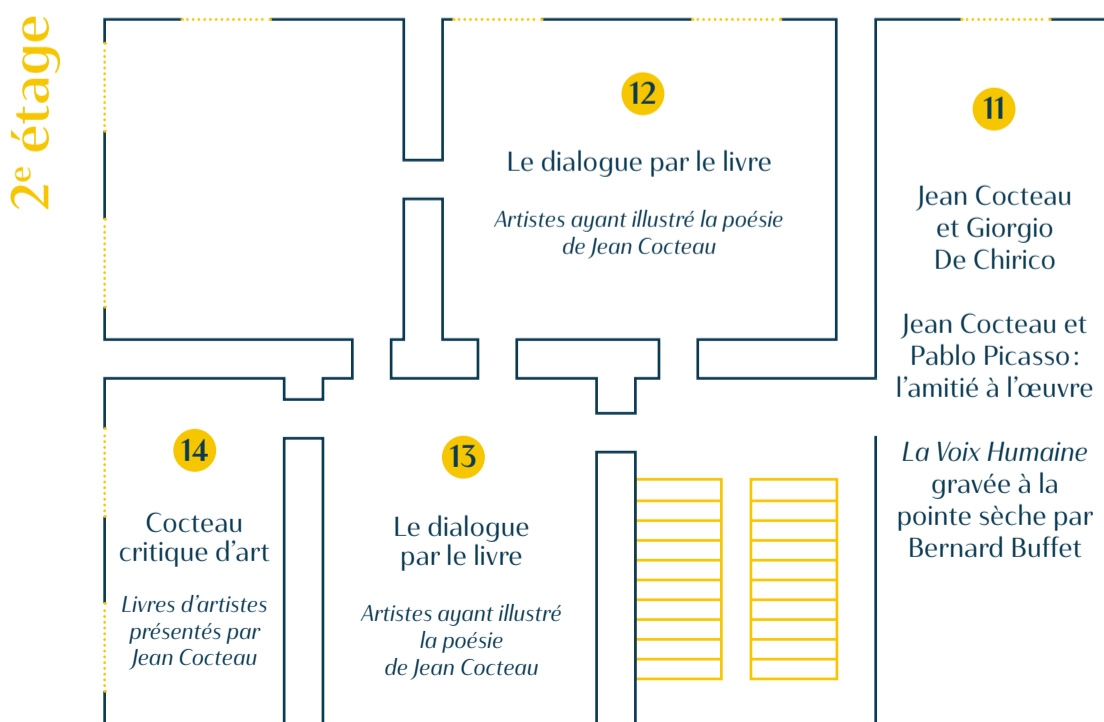 2e étage
12
Le dialogue par le livre
Artistes ayant illustré la poésie
de Jean Cocteau
11
Jean Cocteau
et Giorgio
De Chirico
Jean Cocteau et
Pablo Picasso :
l’amitié à l’œuvre
La Voix Humaine
gravée à la
pointe sèche par
Bernard Buffet
14
Cocteau
critique d’art
Livres d’artistes
présentés par
Jean Cocteau
13
Le dialogue
par le livre
Artistes ayant illustré
la poésie
de Jean Cocteau